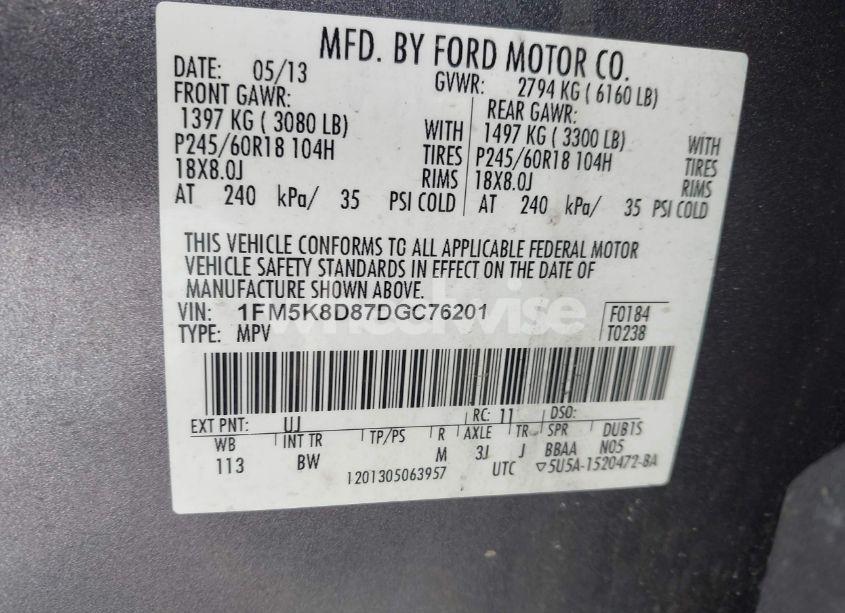 MFD. BY FORD MOTOR CO.
DATE: 05/13 GVWR: 2794 KG ( 6160 LB)
FRONT GAWR: REAR GAWR:
1397 KG ( 3080 LB) WITH 1497 KG ( 3300 LB) WITH
P245/60R18 104H TIRES P245/60R18 104H TIRES
18X8.0J RIMS 18X8.0J RIMS
AT 240 kPa/ 35 PSI COLD AT 240 kPa/ 35 PSI COLD
THIS VEHICLE CONFORMS TO ALL APPLICABLE FEDERAL MOTOR
VEHICLE SAFETY STANDARDS IN EFFECT ON THE DATE OF
MANUFACTURE SHOWN ABOVE.
VIN: 1FM5K8D87DGC76201 F0184
TYPE: MPV T0238
wheelwise
EXT PNT: UJ RC: 11 DSO:
WB INT TR TP/PS R AXLE TR SPR DUB1S
113 BW M 3J J BBAA N05
1201305063957 UTC ▽5U5A-1520472-BA